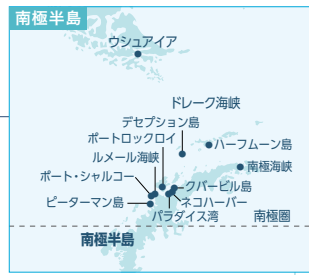 南極半島
ウシュアイア
ドレーク海峡
デセプション島
ポートロックロイ
ハーフムーン島
ルメール海峡
南極海峡
ポート・シャルコー
クバービル島
ピーターマン島
ネコハーバー
パラダイス湾
南極圏
南極半島